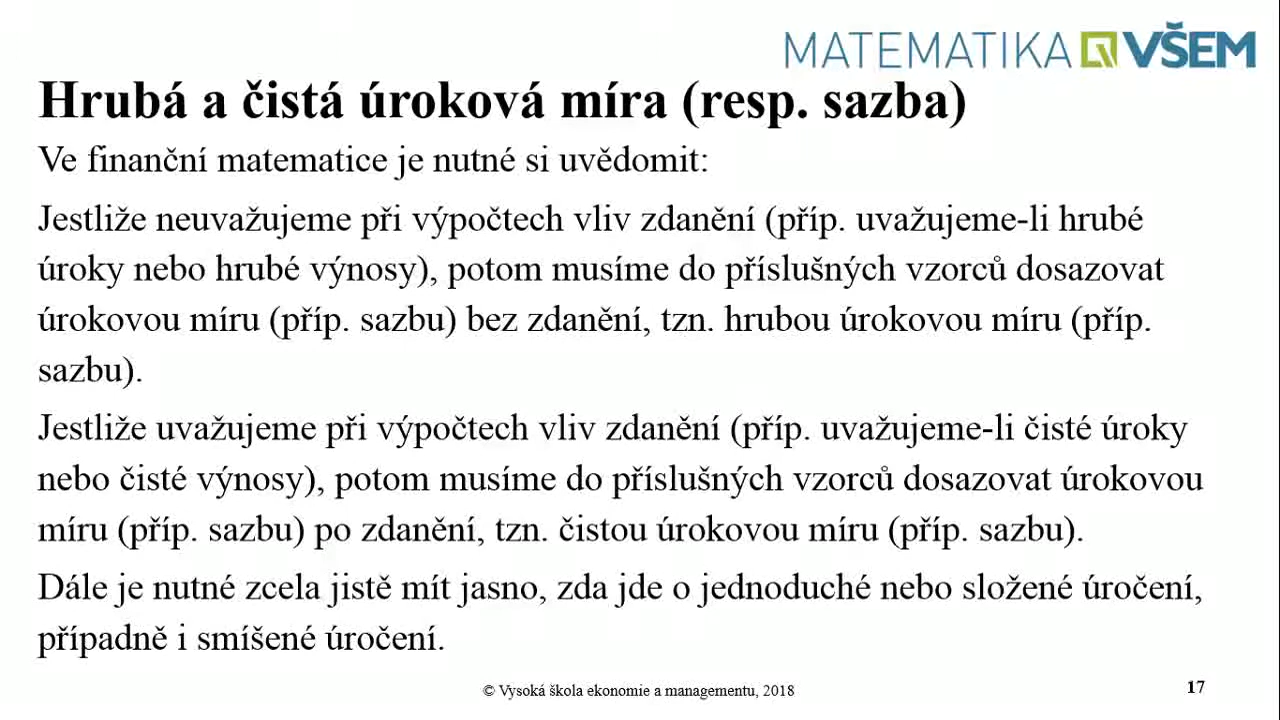 MATEMATIKA VŠEM
Hrubá a čistá úroková míra (resp. sazba)
Ve finanční matematice je nutné si uvědomit:
Jestliže neuvažujeme při výpočtech vliv zdanění (příp. uvažujeme-li hrubé
úroky nebo hrubé výnosy), potom musíme do příslušných vzorců dosazovat
úrokovou míru (příp. sazbu) bez zdanění, tzn. hrubou úrokovou míru (příp.
sazbu).
Jestliže uvažujeme při výpočtech vliv zdanění (příp. uvažujeme-li čisté úroky
nebo čisté výnosy), potom musíme do příslušných vzorců dosazovat úrokovou
míru (příp. sazbu) po zdanění, tzn. čistou úrokovou míru (příp. sazbu).
Dále je nutné zcela jistě mít jasno, zda jde o jednoduché nebo složené úročení,
případně i smíšené úročení.
© Vysoká škola ekonomie a managementu, 2018
17